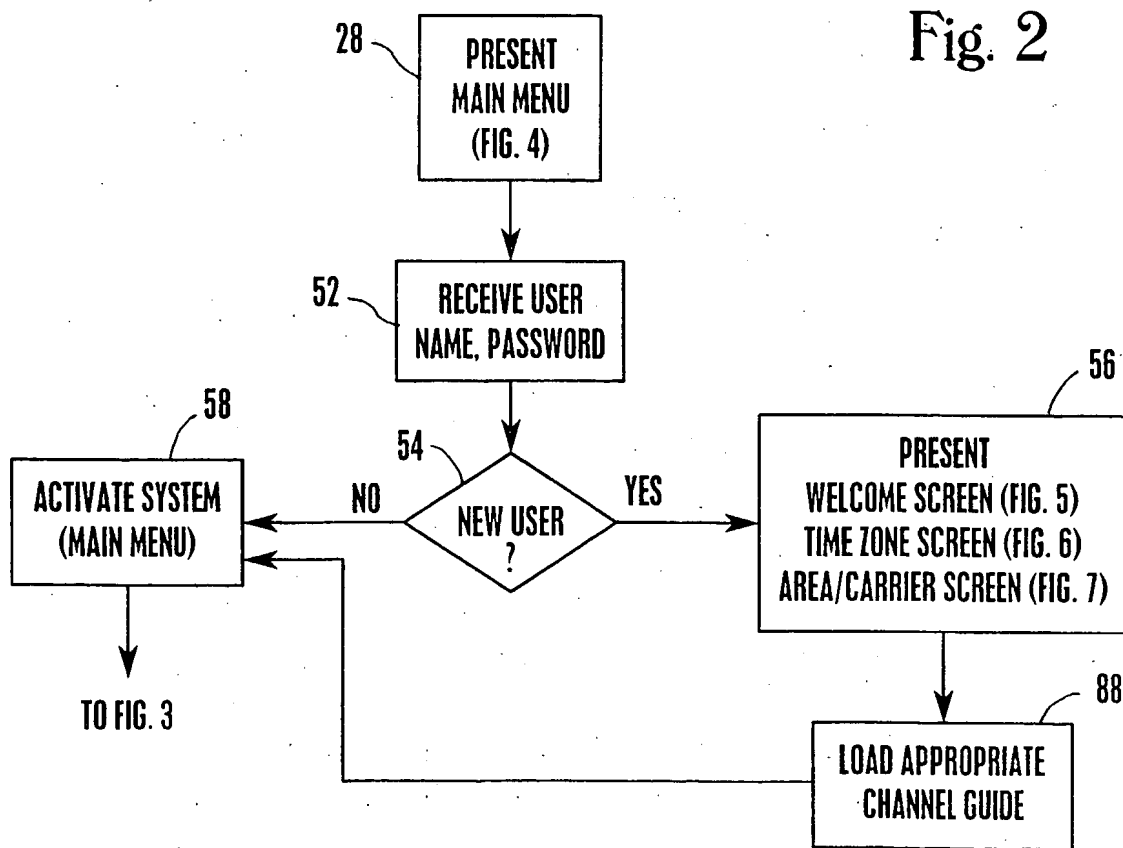 Fig. 2
28
PRESENT
MAIN MENU
(FIG. 4)
52
RECEIVE USER
NAME, PASSWORD
54
NEW USER
?
NO
YES
58
ACTIVATE SYSTEM
(MAIN MENU)
TO FIG. 3
56
PRESENT
WELCOME SCREEN (FIG. 5)
TIME ZONE SCREEN (FIG. 6)
AREA/CARRIER SCREEN (FIG. 7)
88
LOAD APPROPRIATE
CHANNEL GUIDE